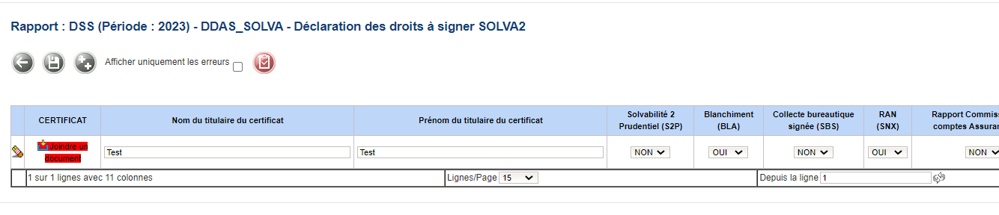 Rapport : DSS (Période : 2023) - DDAS_SOLVA - Déclaration des droits à signer SOLVA2
Afficher uniquement les erreurs
CERTIFICAT
Nom du titulaire du certificat
Prénom du titulaire du certificat
Solvabilité 2
Prudentiel (S2P)
Blanchiment
(BLA)
Collecte bureautique
signée (SBS)
RAN
(SNX)
Rapport Commiss
comptes Assuran
Joindre un
document
Test
Test
NON
OUI
NON
OUI
NON
1 sur 1 lignes avec 11 colonnes
Lignes/Page 15
Depuis la ligne 1